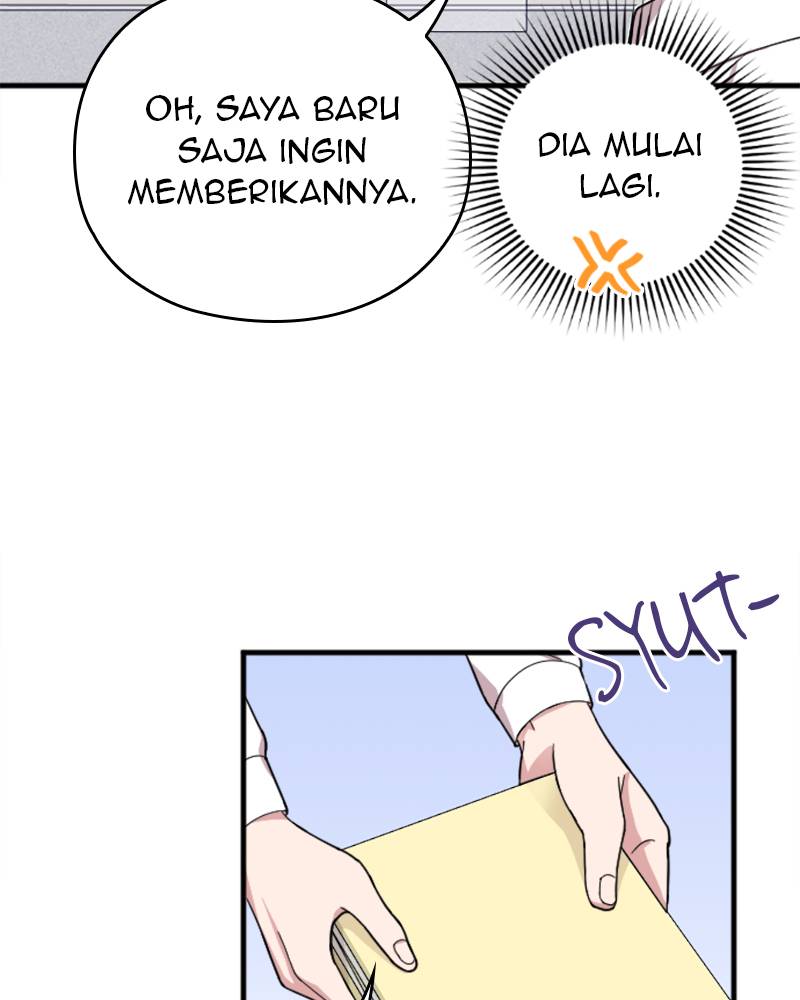 OH, SAYA BARU
SAJA INGIN
MEMBERIKANNYA.
DIA MULAI
LAGI.
SYUT-